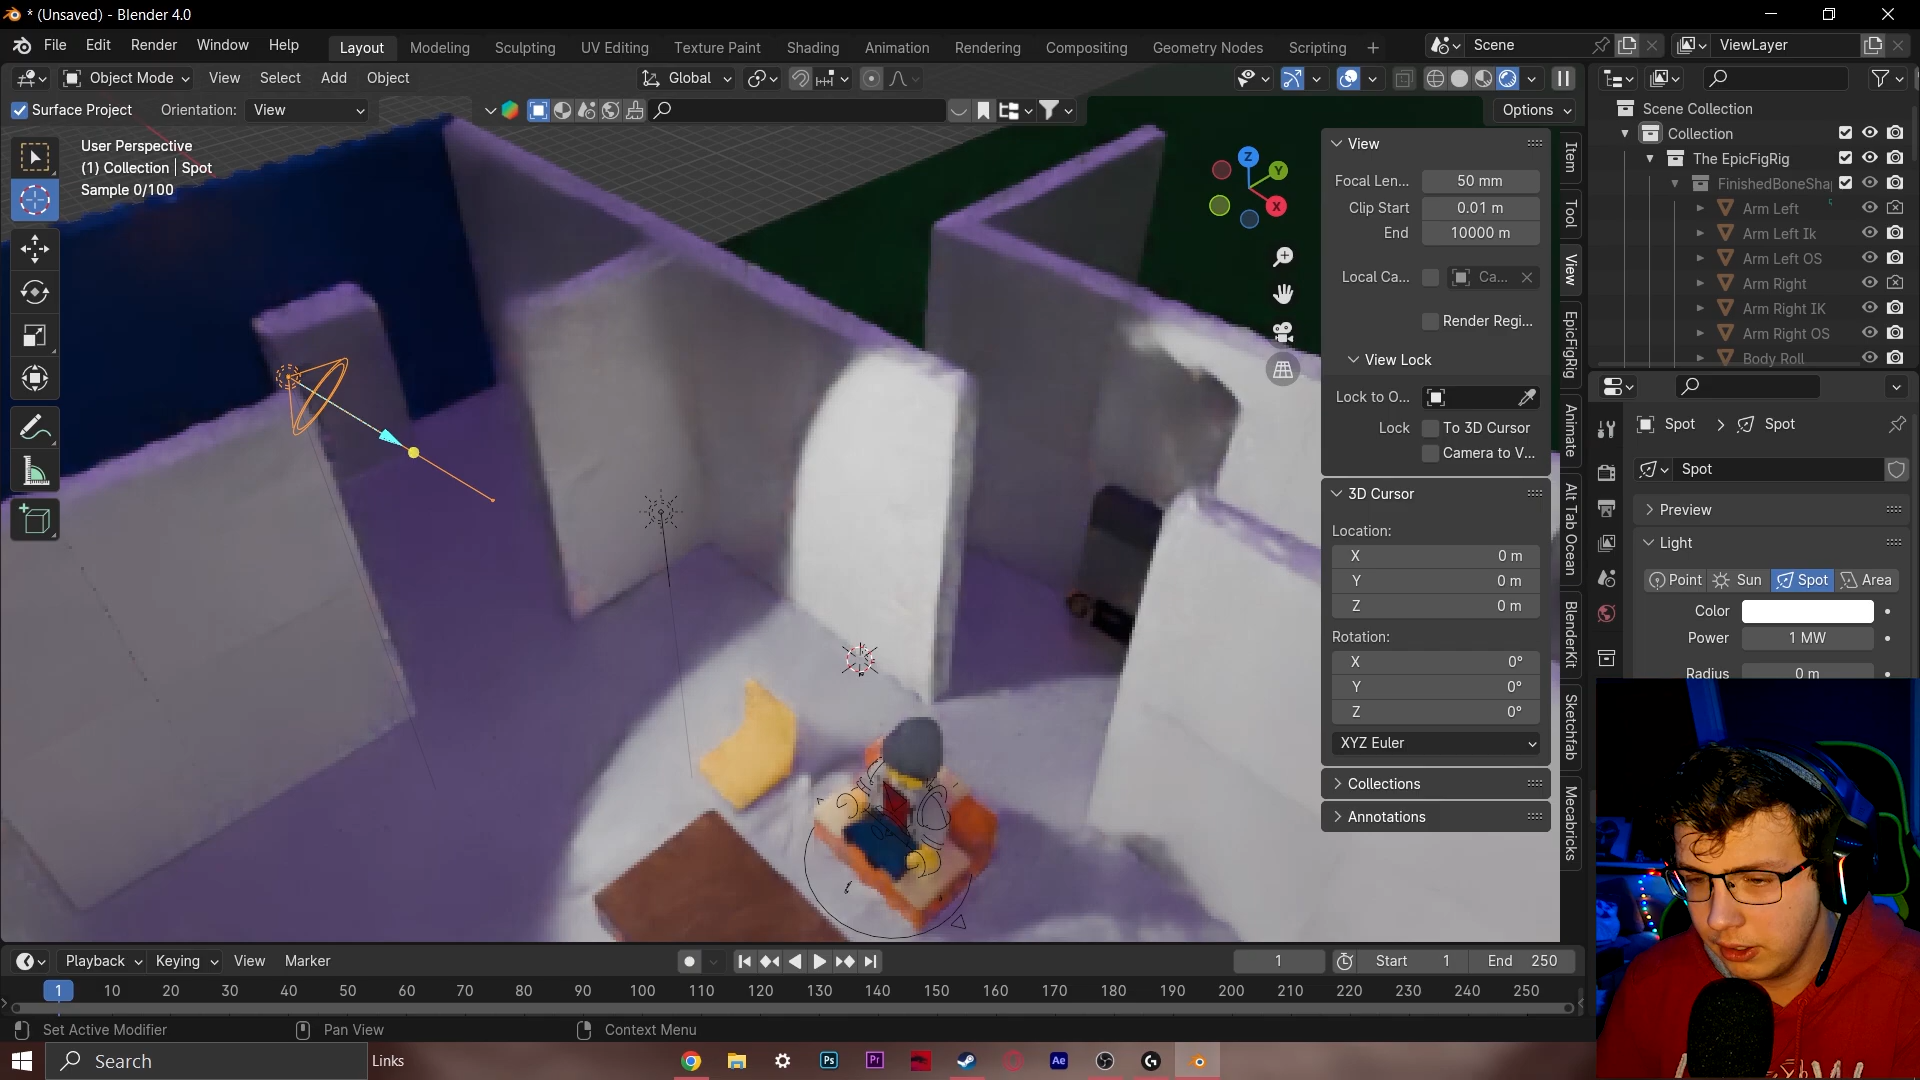 * (Unsaved) - Blender 4.0
File Edit Render Window Help
Layout Modeling Sculpting UV Editing Texture Paint Shading Animation Rendering Compositing Geometry Nodes Scripting +
Scene
ViewLayer
Object Mode View Select Add Object
Global
Surface Project Orientation: View
Options
User Perspective
(1) Collection | Spot
Sample 0/100
Z
Y
X
View
Focal Len... 50 mm
Clip Start 0.01 m
End 10000 m
Local Ca... Ca...
Render Regi...
View Lock
Lock to O...
Lock To 3D Cursor
Camera to V...
3D Cursor
Location:
X 0 m
Y 0 m
Z 0 m
Rotation:
X 0°
Y 0°
Z 0°
XYZ Euler
Collections
Annotations
Item
Tool
View
EpicFigRig
Animate
Alt Tab Ocean
BlenderKit
Sketchfab
Mecabricks
Scene Collection
Collection
The EpicFigRig
FinishedBoneSha
Arm Left
Arm Left Ik
Arm Left OS
Arm Right
Arm Right IK
Arm Right OS
Body Roll
Spot > Spot
Spot
Preview
Light
Point Sun Spot Area
Color
Power 1 MW
Radius 0 m
Playback Keying View Marker
1 Start 1 End 250
1 10 20 30 40 50 60 70 80 90 100 110 120 130 140 150 160 170 180 190 200 210 220 230 240 250
Set Active Modifier Pan View Context Menu
Search
Links
Ps Pr Ae